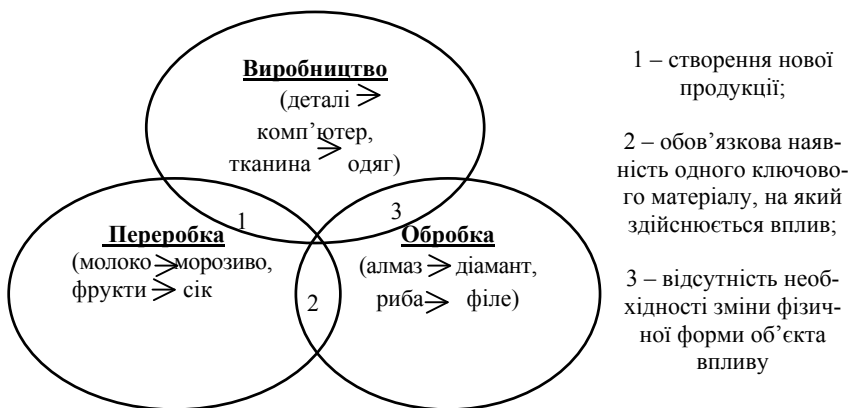 Виробництво
(деталі
комп’ютер,
тканина одяг)
1
3
Переробка
(молоко морозиво,
фрукти сік
Обробка
(алмаз діамант,
риба філе)
2
1 – створення нової
продукції;
2 – обов’язкова наяв-
ність одного ключово-
го матеріалу, на який
здійснюється вплив;
3 – відсутність необ-
хідності зміни фізич-
ної форми об’єкта
впливу